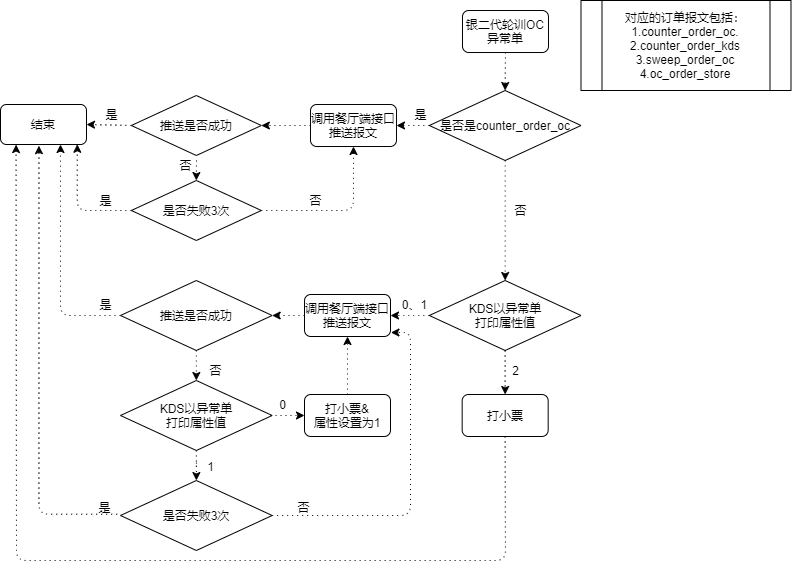 银二代轮训OC
异常单
对应的订单报文包括：
1.counter_order_oc.
2.counter_order_kds
3.sweep_order_oc
4.oc_order_store
结束
是
推送是否成功
调用餐厅端接口
推送报文
是
是否是counter_order_oc
否
是
是否失败3次
否
否
是
推送是否成功
调用餐厅端接口
推送报文
0、1
KDS以异常单
打印属性值
否
2
KDS以异常单
打印属性值
0
打小票&
属性设置为1
打小票
1
是
是否失败3次
否